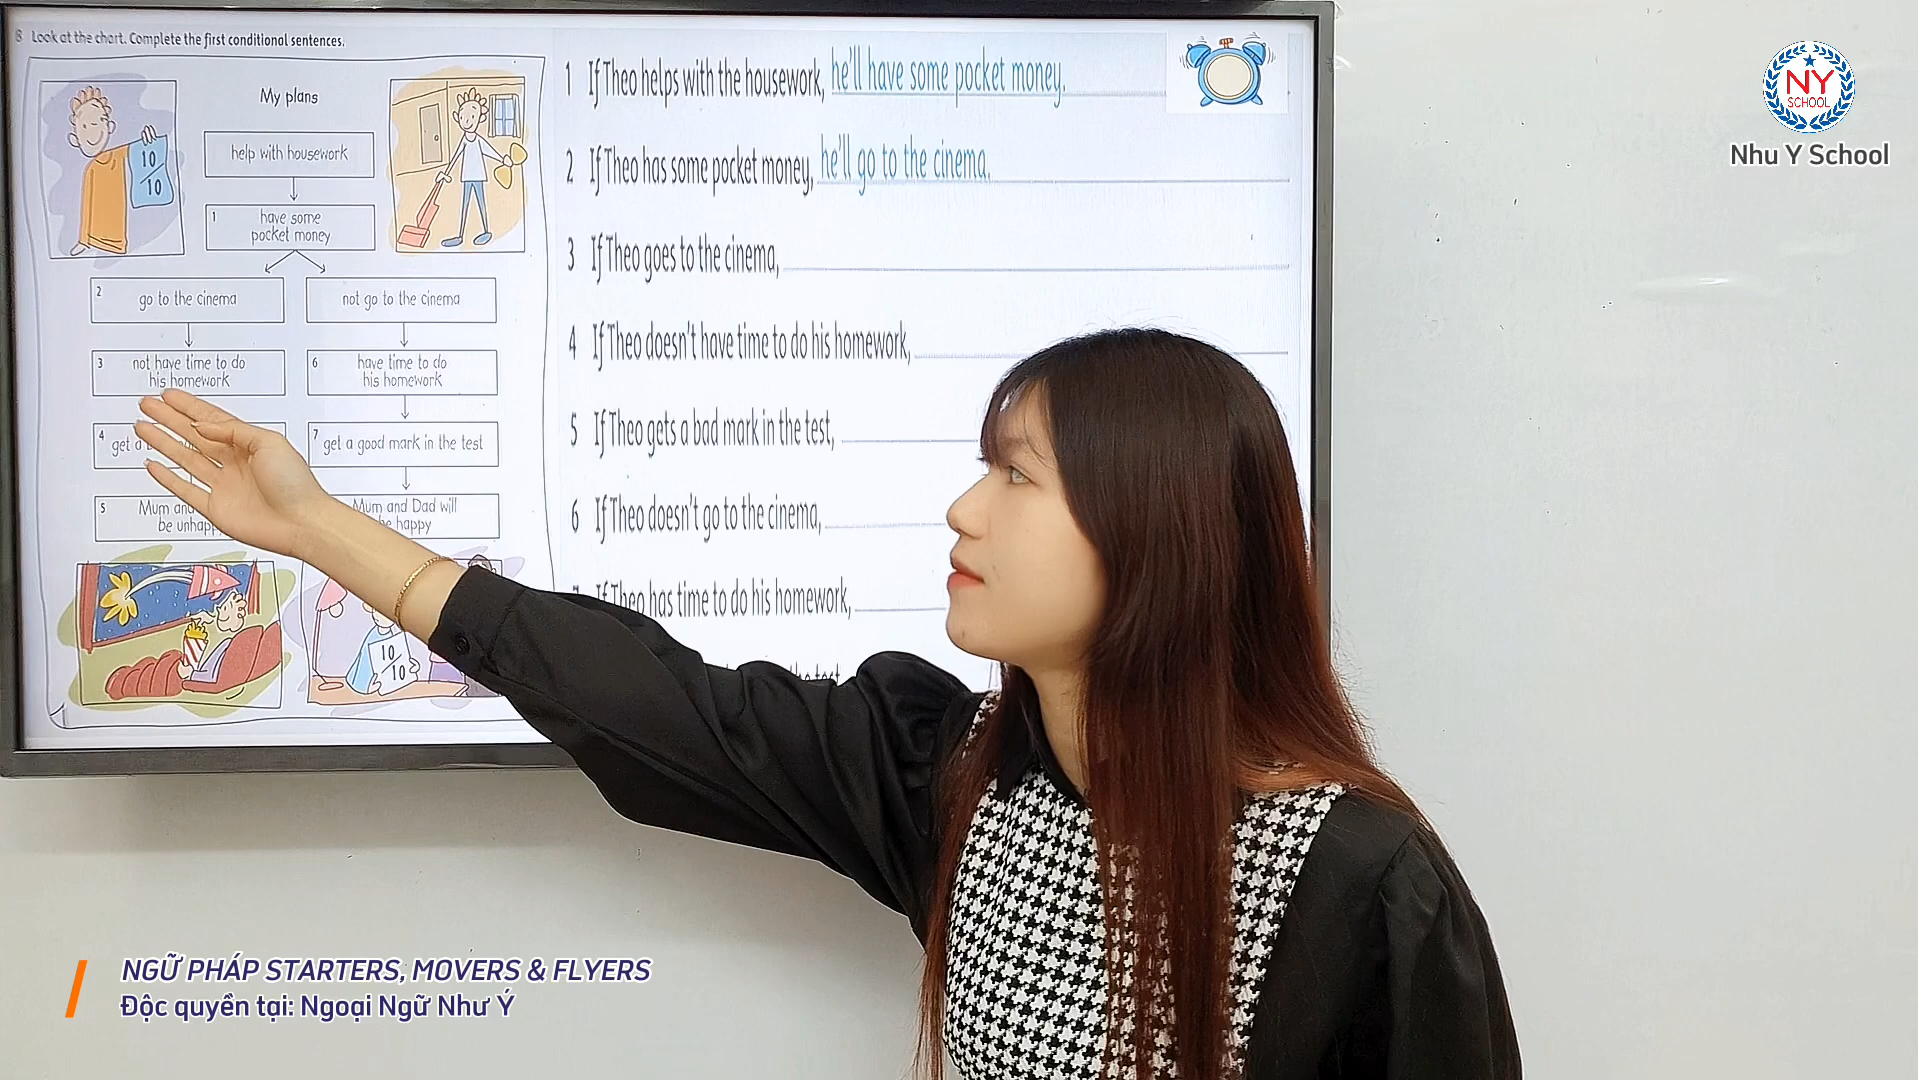 8 Look at the chart. Complete the first conditional sentences.
My plans
help with housework
1 have some
pocket money
2 go to the cinema
not go to the cinema
3 not have time to do
his homework
6 have time to do
his homework
4 get a
7 get a good mark in the test
5 Mum and
be unhappy
Mum and Dad will
be happy
10
10
10
10
1 If Theo helps with the housework, he'll have some pocket money.
2 If Theo has some pocket money, he'll go to the cinema.
3 If Theo goes to the cinema,
4 If Theo doesn't have time to do his homework,
5 If Theo gets a bad mark in the test,
6 If Theo doesn't go to the cinema,
7 If Theo has time to do his homework,
test
NY
SCHOOL
Nhu Y School
NGỮ PHÁP STARTERS, MOVERS & FLYERS
Độc quyền tại: Ngoại Ngữ Như Ý